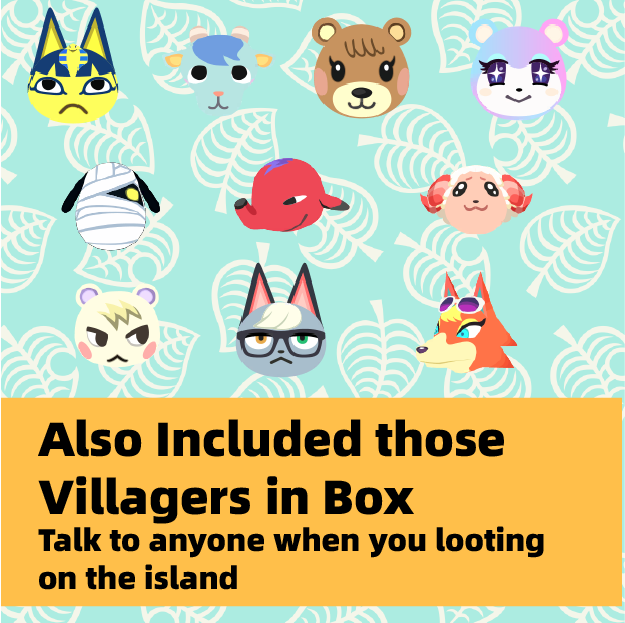 Also Included those
Villagers in Box
Talk to anyone when you looting
on the island